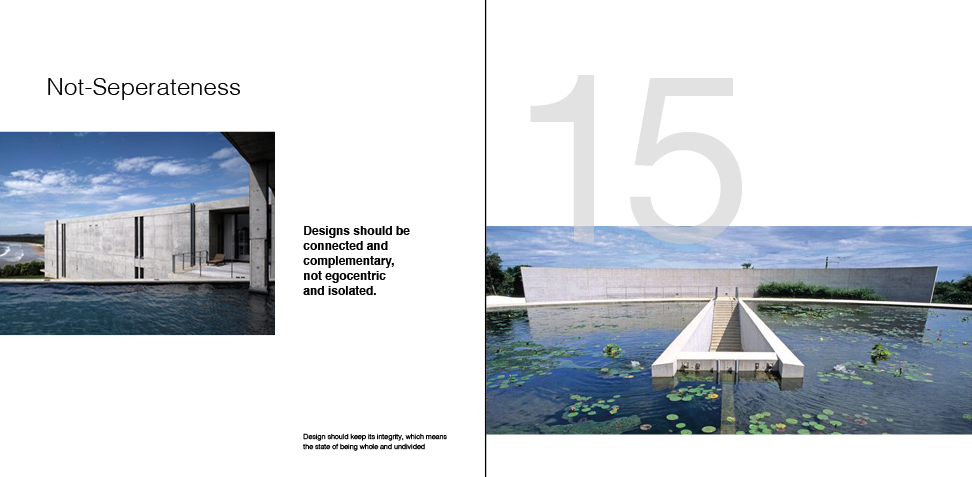 Not-Seperateness
Designs should be
connected and
complementary,
not egocentric
and isolated.
Design should keep its integrity, which means
the state of being whole and undivided
15